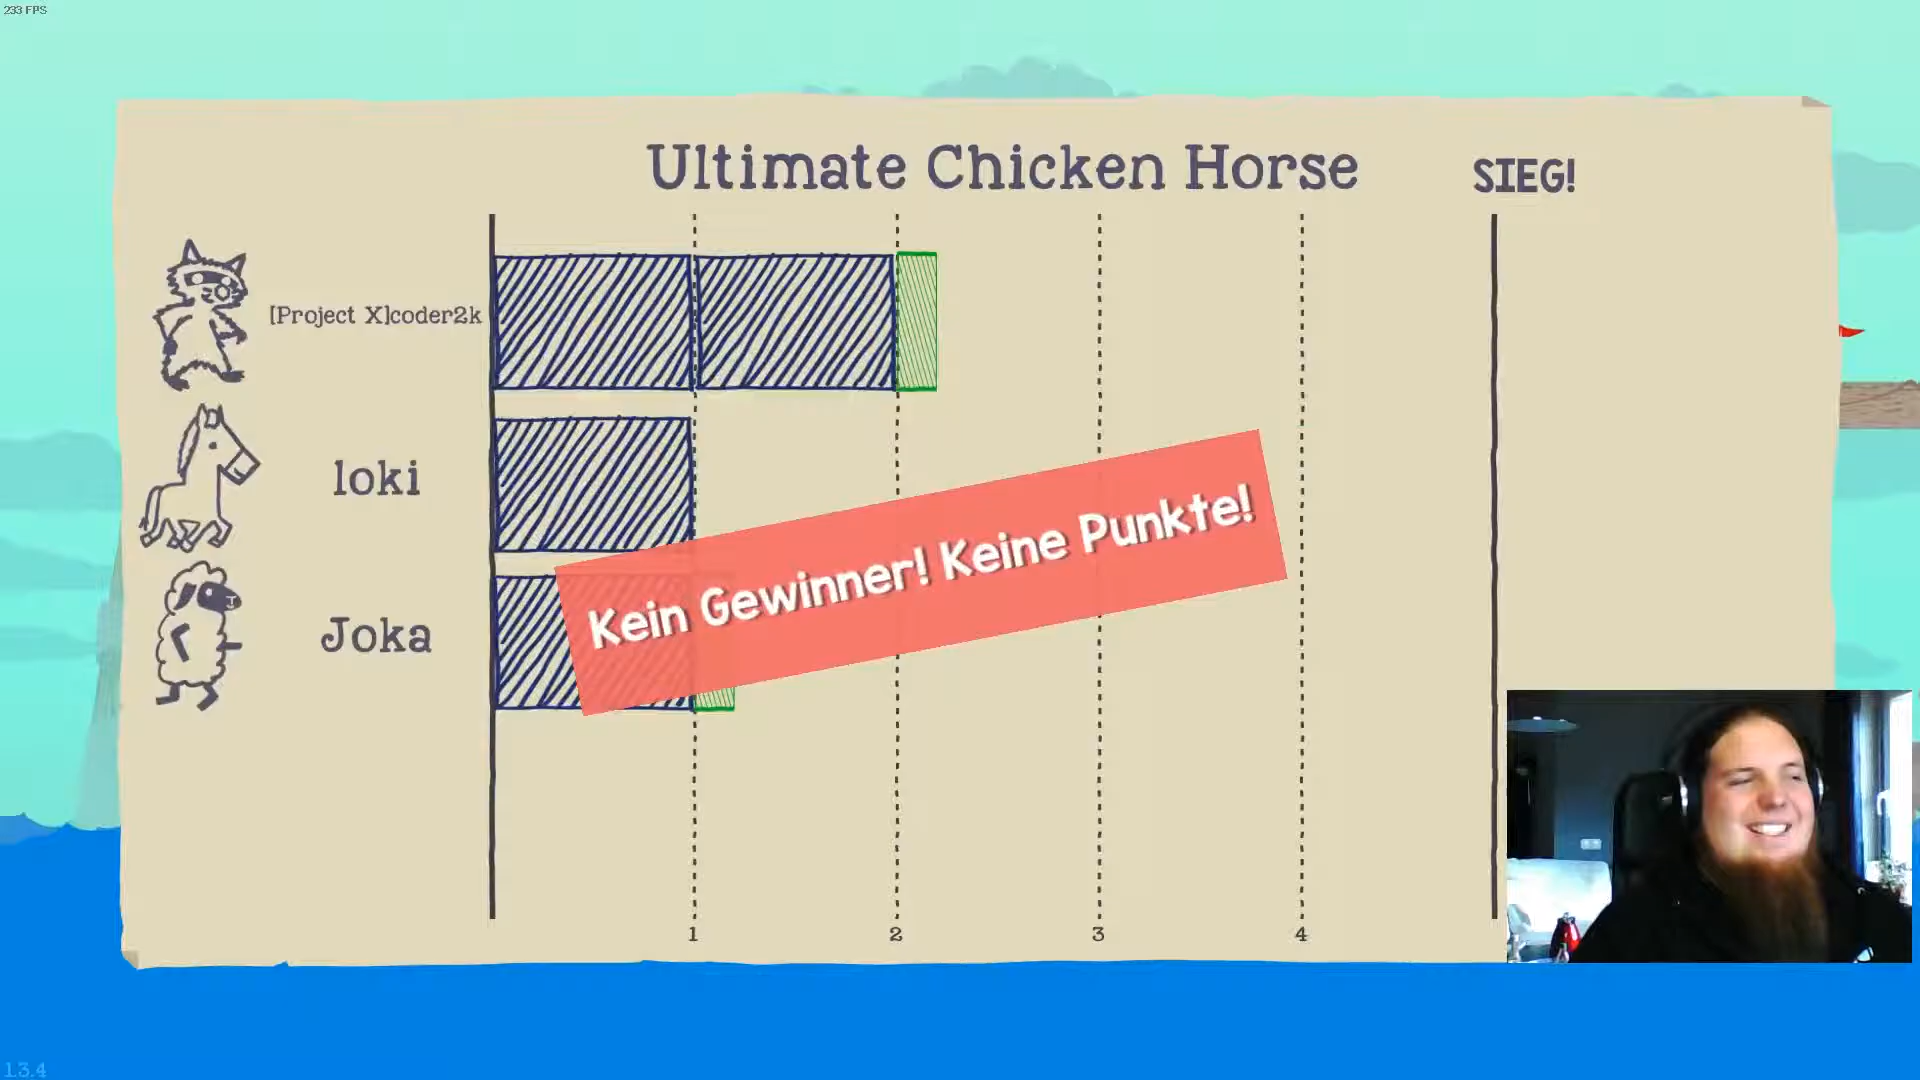 233 FPS
Ultimate Chicken Horse
SIEG!
[Project X]coder2k
loki
Joka
Kein Gewinner! Keine Punkte!
1 2 3 4
1.3.4